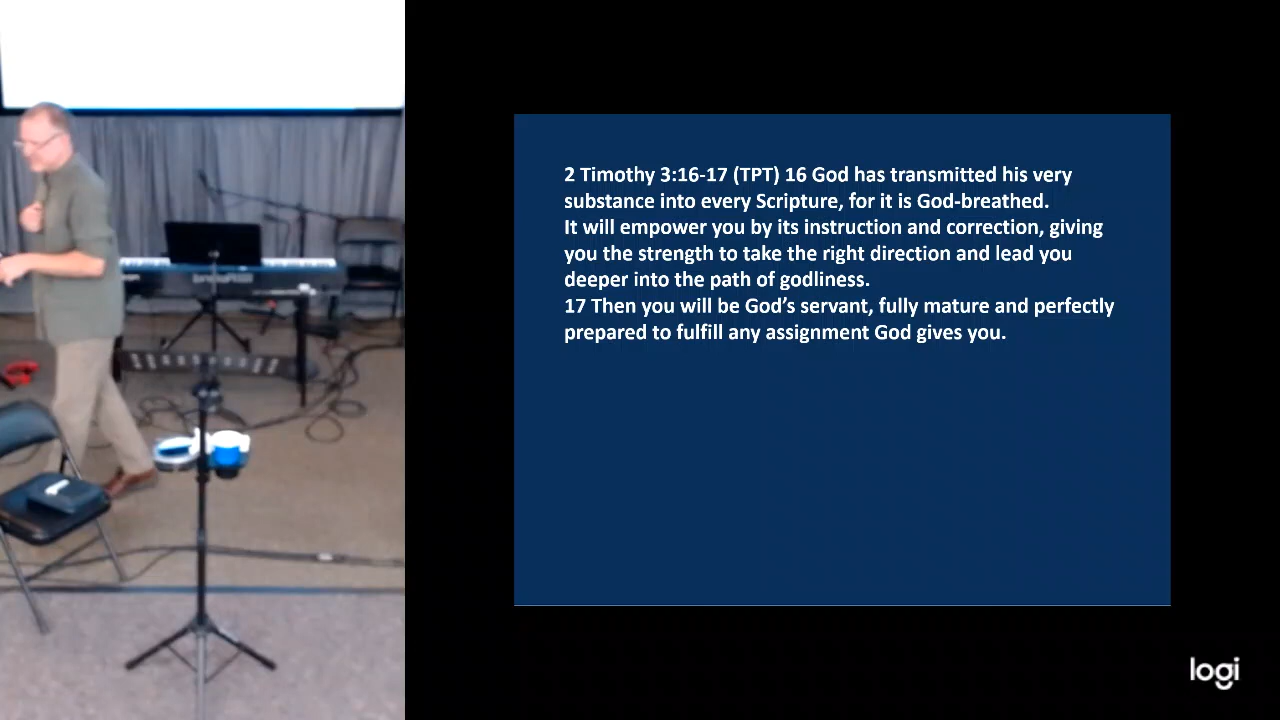 2 Timothy 3:16-17 (TPT) 16 God has transmitted his very
substance into every Scripture, for it is God-breathed.
It will empower you by its instruction and correction, giving
you the strength to take the right direction and lead you
deeper into the path of godliness.
17 Then you will be God’s servant, fully mature and perfectly
prepared to fulfill any assignment God gives you.
logi